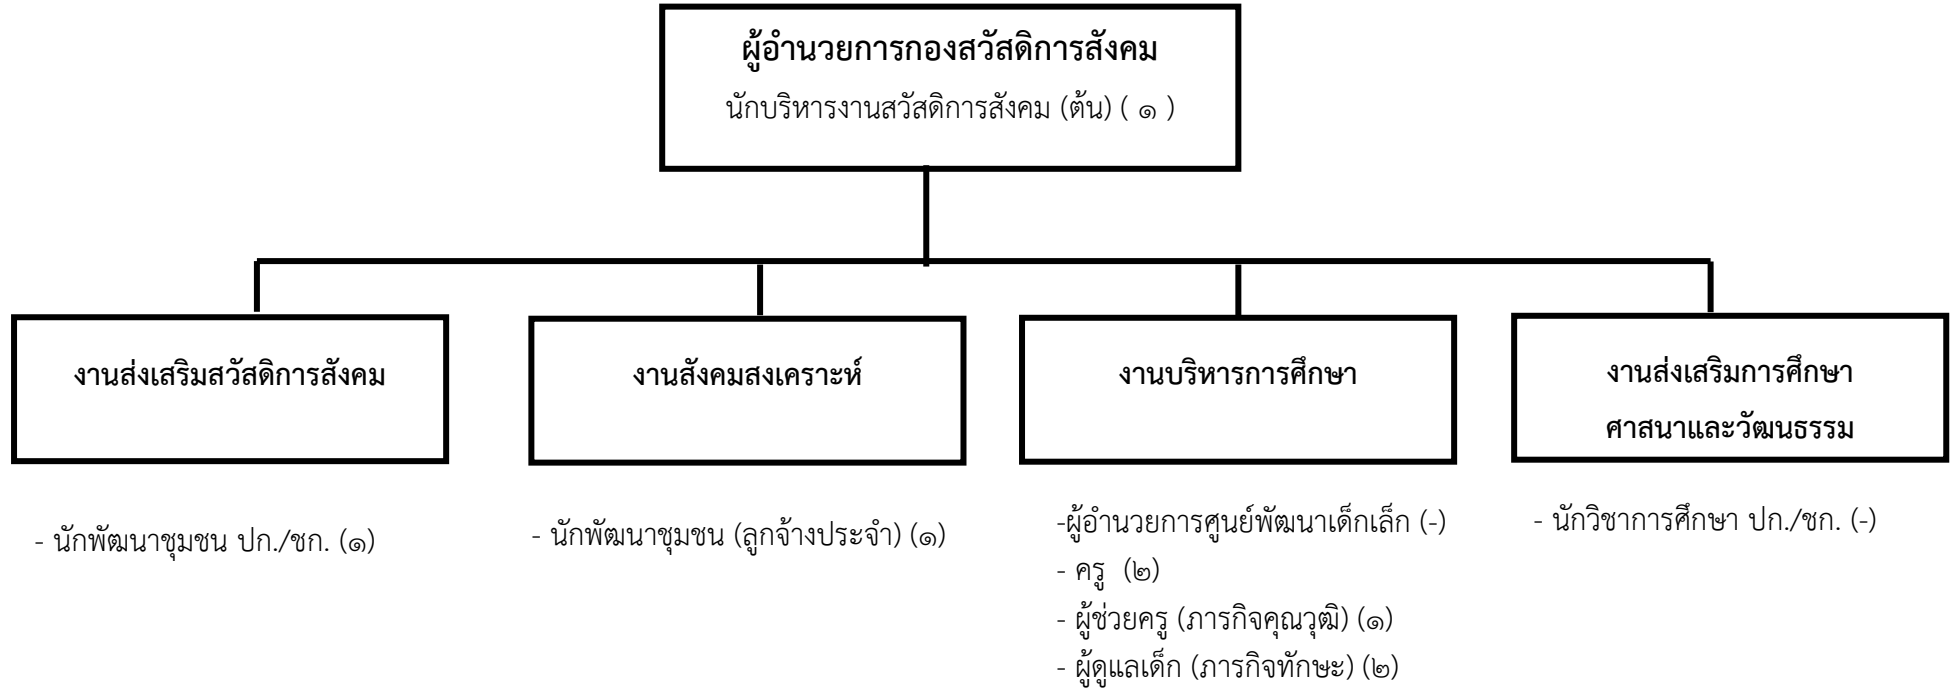 ผู้อำนวยการกองสวัสดิการสังคม
นักบริหารงานสวัสดิการสังคม (ต้น) ( ๑ )
งานส่งเสริมสวัสดิการสังคม
- นักพัฒนาชุมชน ปก./ชก. (๑)
งานสังคมสงเคราะห์
- นักพัฒนาชุมชน (ลูกจ้างประจำ) (๑)
งานบริหารการศึกษา
-ผู้อำนวยการศูนย์พัฒนาเด็กเล็ก (-)
- ครู (๒)
- ผู้ช่วยครู (ภารกิจคุณวุฒิ) (๑)
- ผู้ดูแลเด็ก (ภารกิจทักษะ) (๒)
งานส่งเสริมการศึกษา
ศาสนาและวัฒนธรรม
- นักวิชาการศึกษา ปก./ชก. (-)